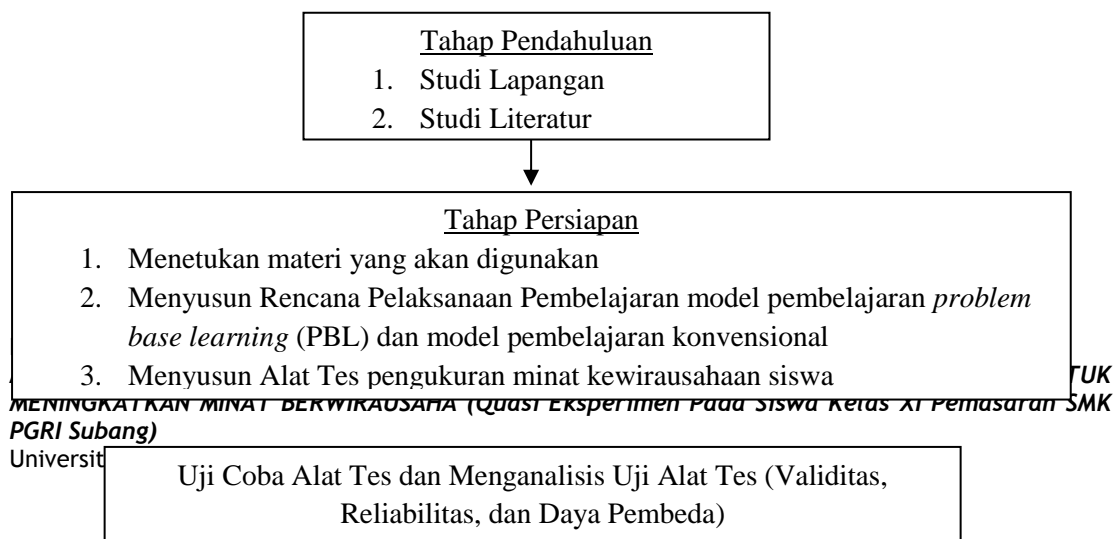 Tahap Pendahuluan
1. Studi Lapangan
2. Studi Literatur
Tahap Persiapan
1. Menetukan materi yang akan digunakan
2. Menyusun Rencana Pelaksanaan Pembelajaran model pembelajaran problem
base learning (PBL) dan model pembelajaran konvensional
3. Menyusun Alat Tes pengukuran minat kewirausahaan siswa
TUK
MENINGKATKAN MINAT BERWIRAUSAHA (Quasi Eksperimen Pada Siswa Kelas XI Pemasaran SMK
PGRI Subang)
Universit
Uji Coba Alat Tes dan Menganalisis Uji Alat Tes (Validitas,
Reliabilitas, dan Daya Pembeda)